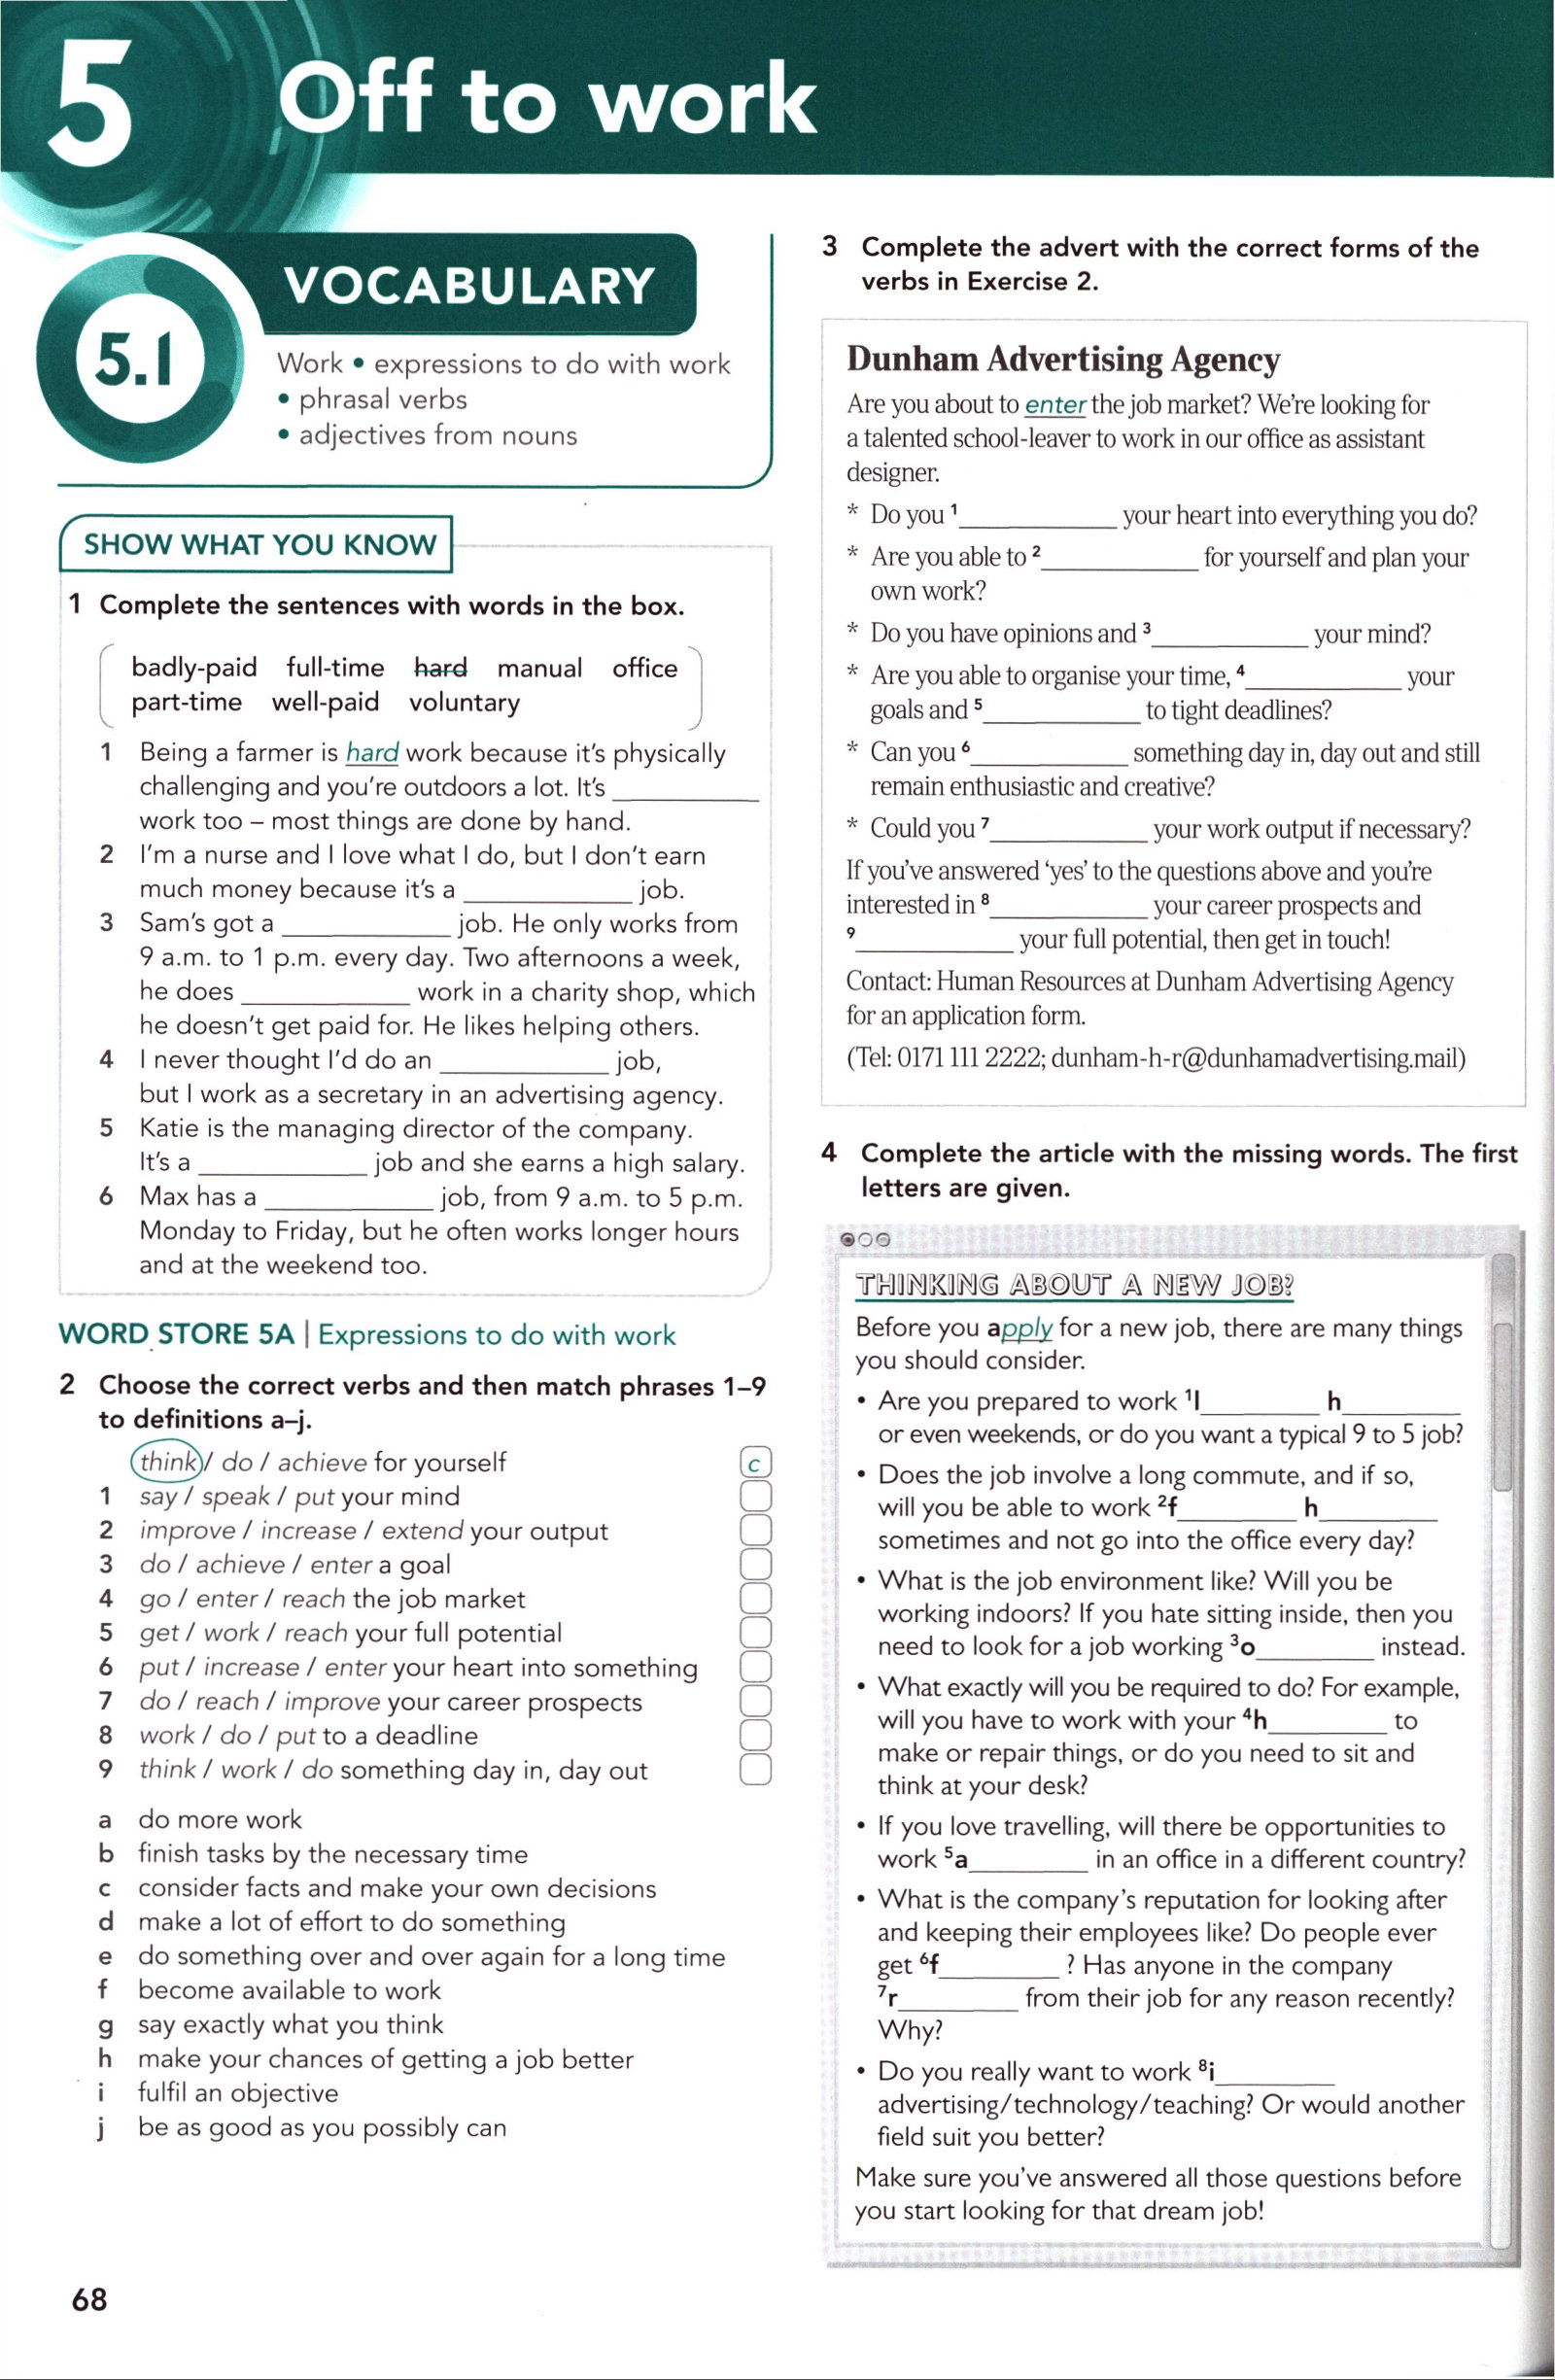 5 Off to work
VOCABULARY
5.1
Work • expressions to do with work
• phrasal verbs
• adjectives from nouns
SHOW WHAT YOU KNOW
1 Complete the sentences with words in the box.
badly-paid full-time hard manual office
part-time well-paid voluntary
1 Being a farmer is hard work because it's physically
challenging and you're outdoors a lot. It's ____________
work too – most things are done by hand.
2 I'm a nurse and I love what I do, but I don't earn
much money because it's a ____________ job.
3 Sam's got a ____________ job. He only works from
9 a.m. to 1 p.m. every day. Two afternoons a week,
he does ____________ work in a charity shop, which
he doesn't get paid for. He likes helping others.
4 I never thought I'd do an ____________ job,
but I work as a secretary in an advertising agency.
5 Katie is the managing director of the company.
It's a ____________ job and she earns a high salary.
6 Max has a ____________ job, from 9 a.m. to 5 p.m.
Monday to Friday, but he often works longer hours
and at the weekend too.
WORD STORE 5A | Expressions to do with work
2 Choose the correct verbs and then match phrases 1–9
to definitions a–j.
think / do / achieve for yourself c
1 say / speak / put your mind
2 improve / increase / extend your output
3 do / achieve / enter a goal
4 go / enter / reach the job market
5 get / work / reach your full potential
6 put / increase / enter your heart into something
7 do / reach / improve your career prospects
8 work / do / put to a deadline
9 think / work / do something day in, day out
a do more work
b finish tasks by the necessary time
c consider facts and make your own decisions
d make a lot of effort to do something
e do something over and over again for a long time
f become available to work
g say exactly what you think
h make your chances of getting a job better
i fulfil an objective
j be as good as you possibly can
68
3 Complete the advert with the correct forms of the
verbs in Exercise 2.
Dunham Advertising Agency
Are you about to enter the job market? We're looking for
a talented school-leaver to work in our office as assistant
designer.
* Do you ¹____________ your heart into everything you do?
* Are you able to ²____________ for yourself and plan your
own work?
* Do you have opinions and ³____________ your mind?
* Are you able to organise your time, ⁴____________ your
goals and ⁵____________ to tight deadlines?
* Can you ⁶____________ something day in, day out and still
remain enthusiastic and creative?
* Could you ⁷____________ your work output if necessary?
If you've answered 'yes' to the questions above and you're
interested in ⁸____________ your career prospects and
⁹____________ your full potential, then get in touch!
Contact: Human Resources at Dunham Advertising Agency
for an application form.
(Tel: 0171 111 2222; dunham-h-r@dunhamadvertising.mail)
4 Complete the article with the missing words. The first
letters are given.
THINKING ABOUT A NEW JOB?
Before you apply for a new job, there are many things
you should consider.
• Are you prepared to work ¹l_________ h_________
or even weekends, or do you want a typical 9 to 5 job?
• Does the job involve a long commute, and if so,
will you be able to work ²f_________ h_________
sometimes and not go into the office every day?
• What is the job environment like? Will you be
working indoors? If you hate sitting inside, then you
need to look for a job working ³o_________ instead.
• What exactly will you be required to do? For example,
will you have to work with your ⁴h_________ to
make or repair things, or do you need to sit and
think at your desk?
• If you love travelling, will there be opportunities to
work ⁵a_________ in an office in a different country?
• What is the company's reputation for looking after
and keeping their employees like? Do people ever
get ⁶f_________ ? Has anyone in the company
⁷r_________ from their job for any reason recently?
Why?
• Do you really want to work ⁸i_________
advertising/technology/teaching? Or would another
field suit you better?
Make sure you've answered all those questions before
you start looking for that dream job!